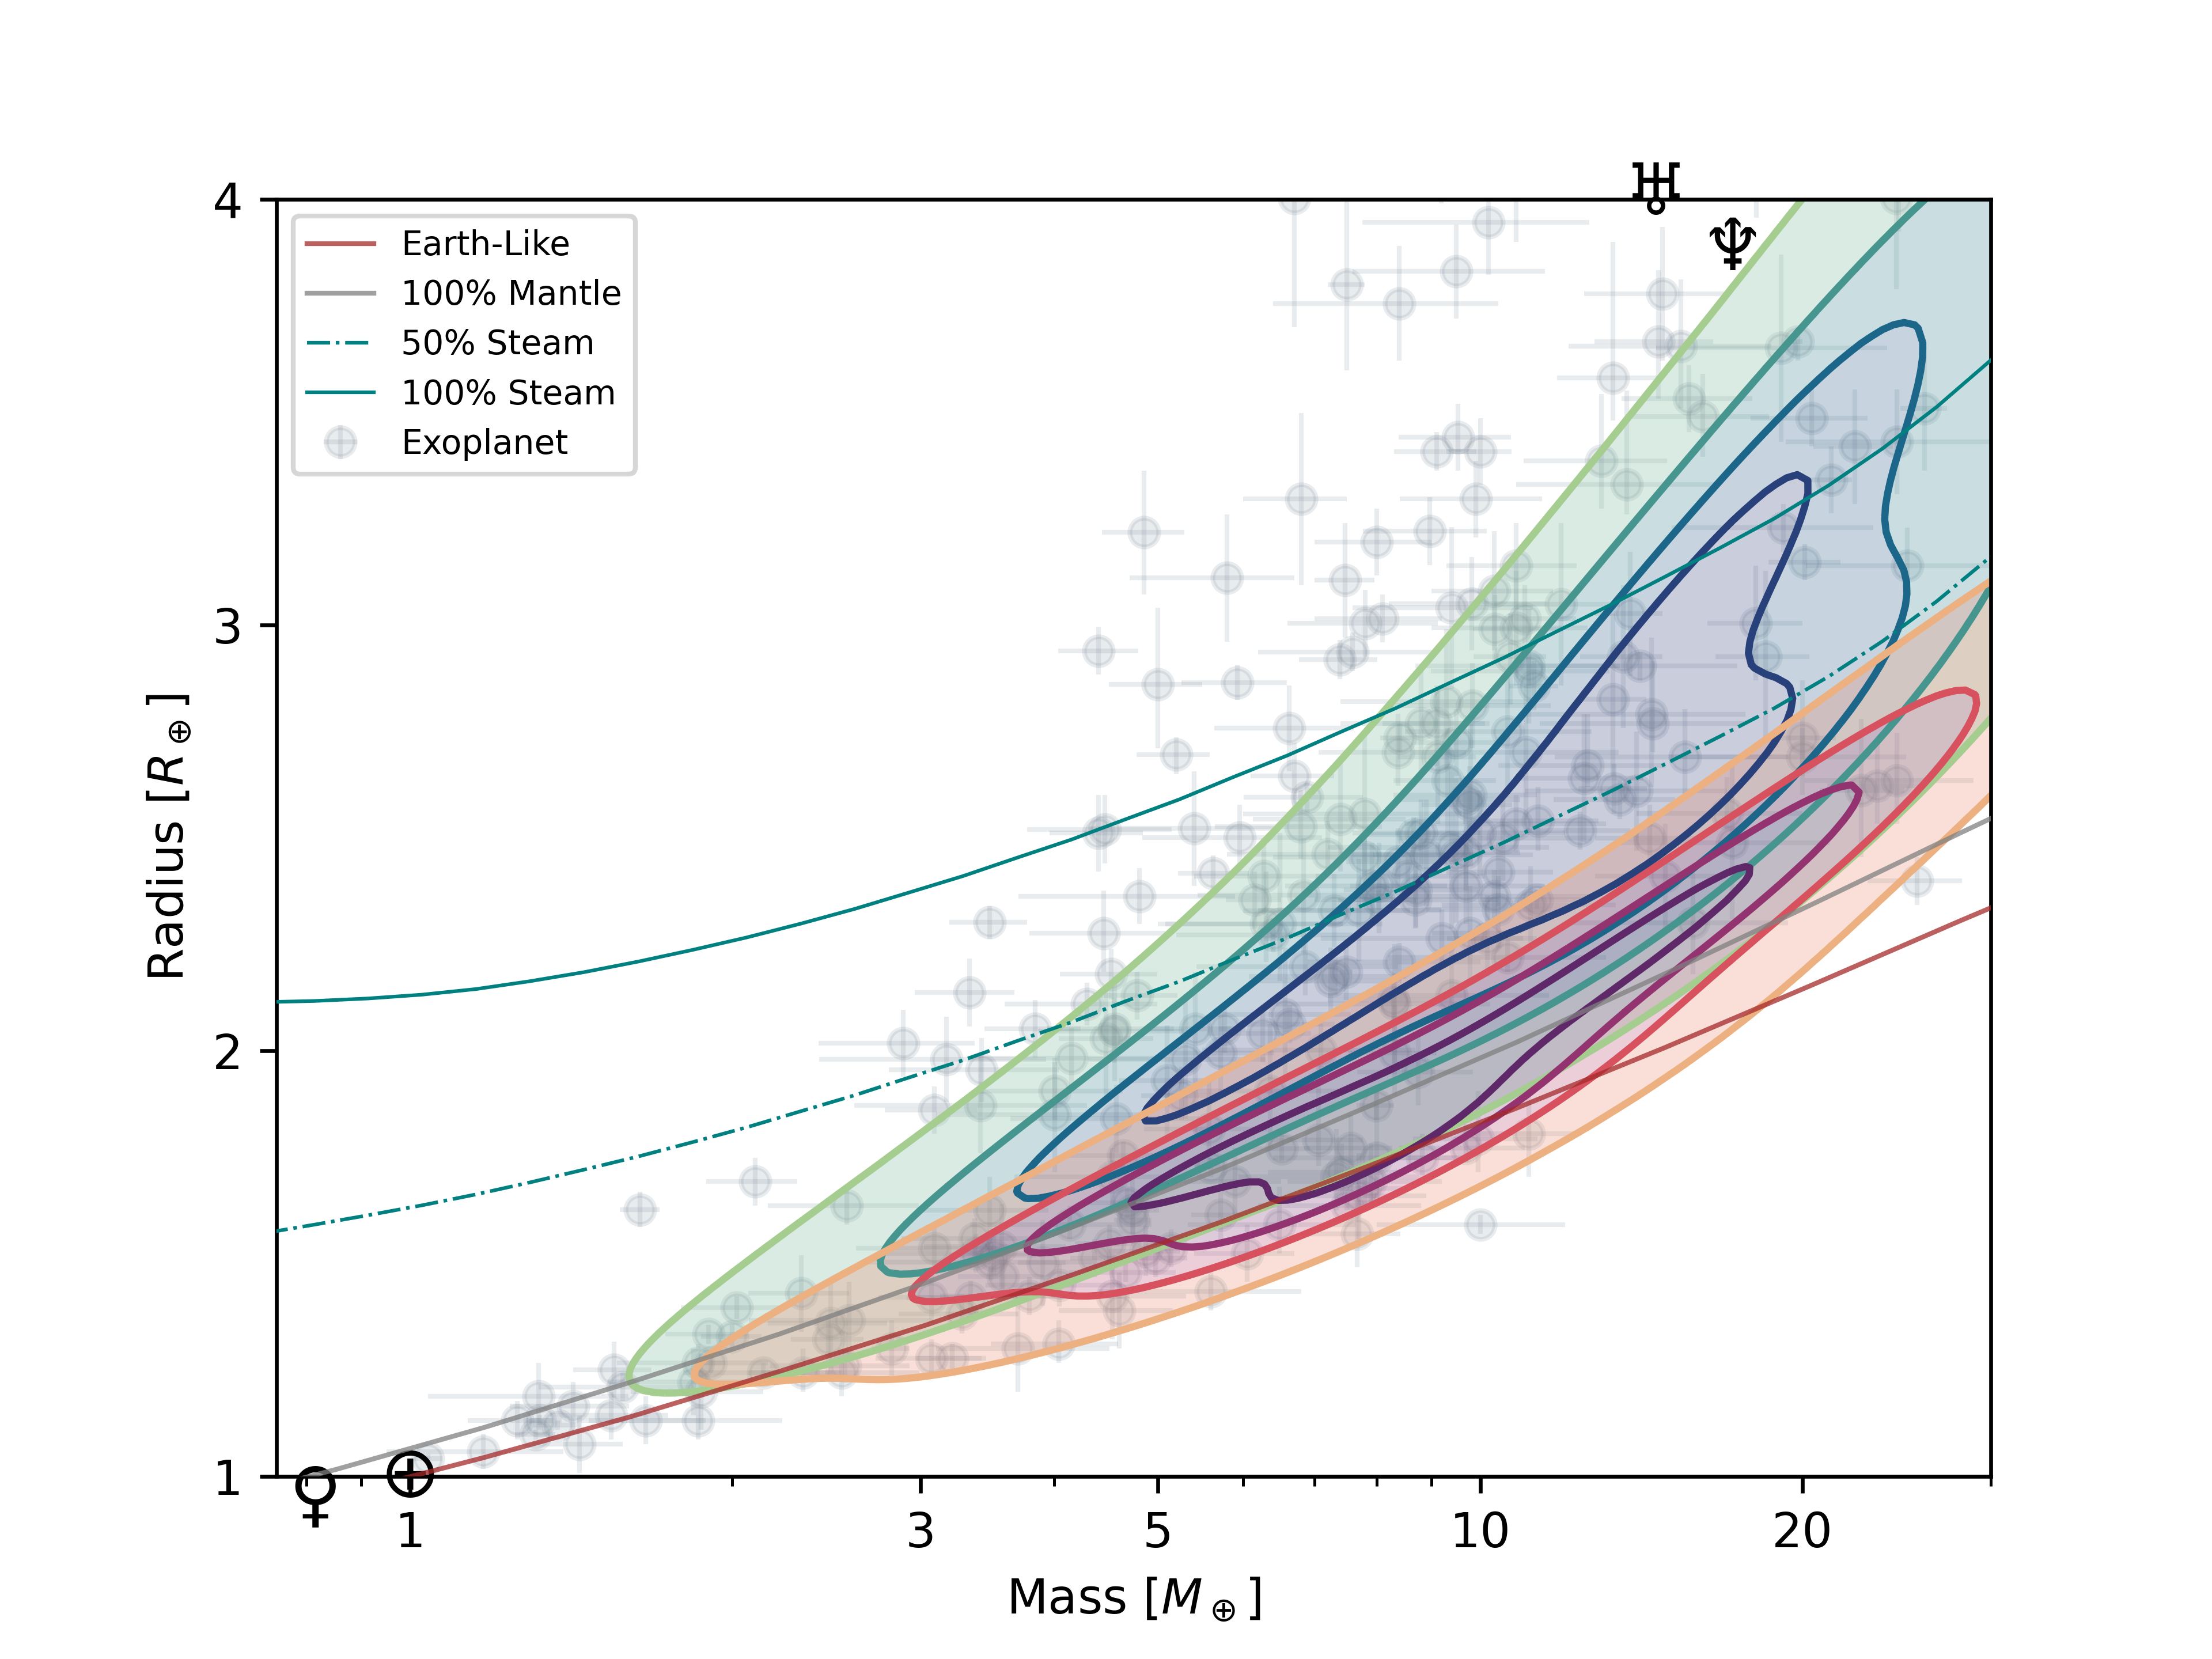 4
3
2
1
Radius [R⊕]
Earth-Like
100% Mantle
50% Steam
100% Steam
Exoplanet
♅
♆
♀
⊕
1
3
5
10
20
Mass [M⊕]